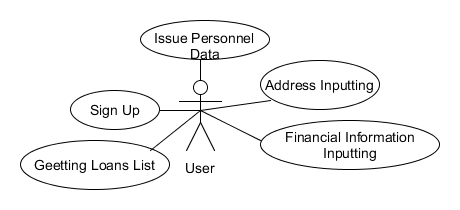 Issue Personnel
Data
Address Inputting
Sign Up
Financial Information
Inputting
Geetting Loans List
User